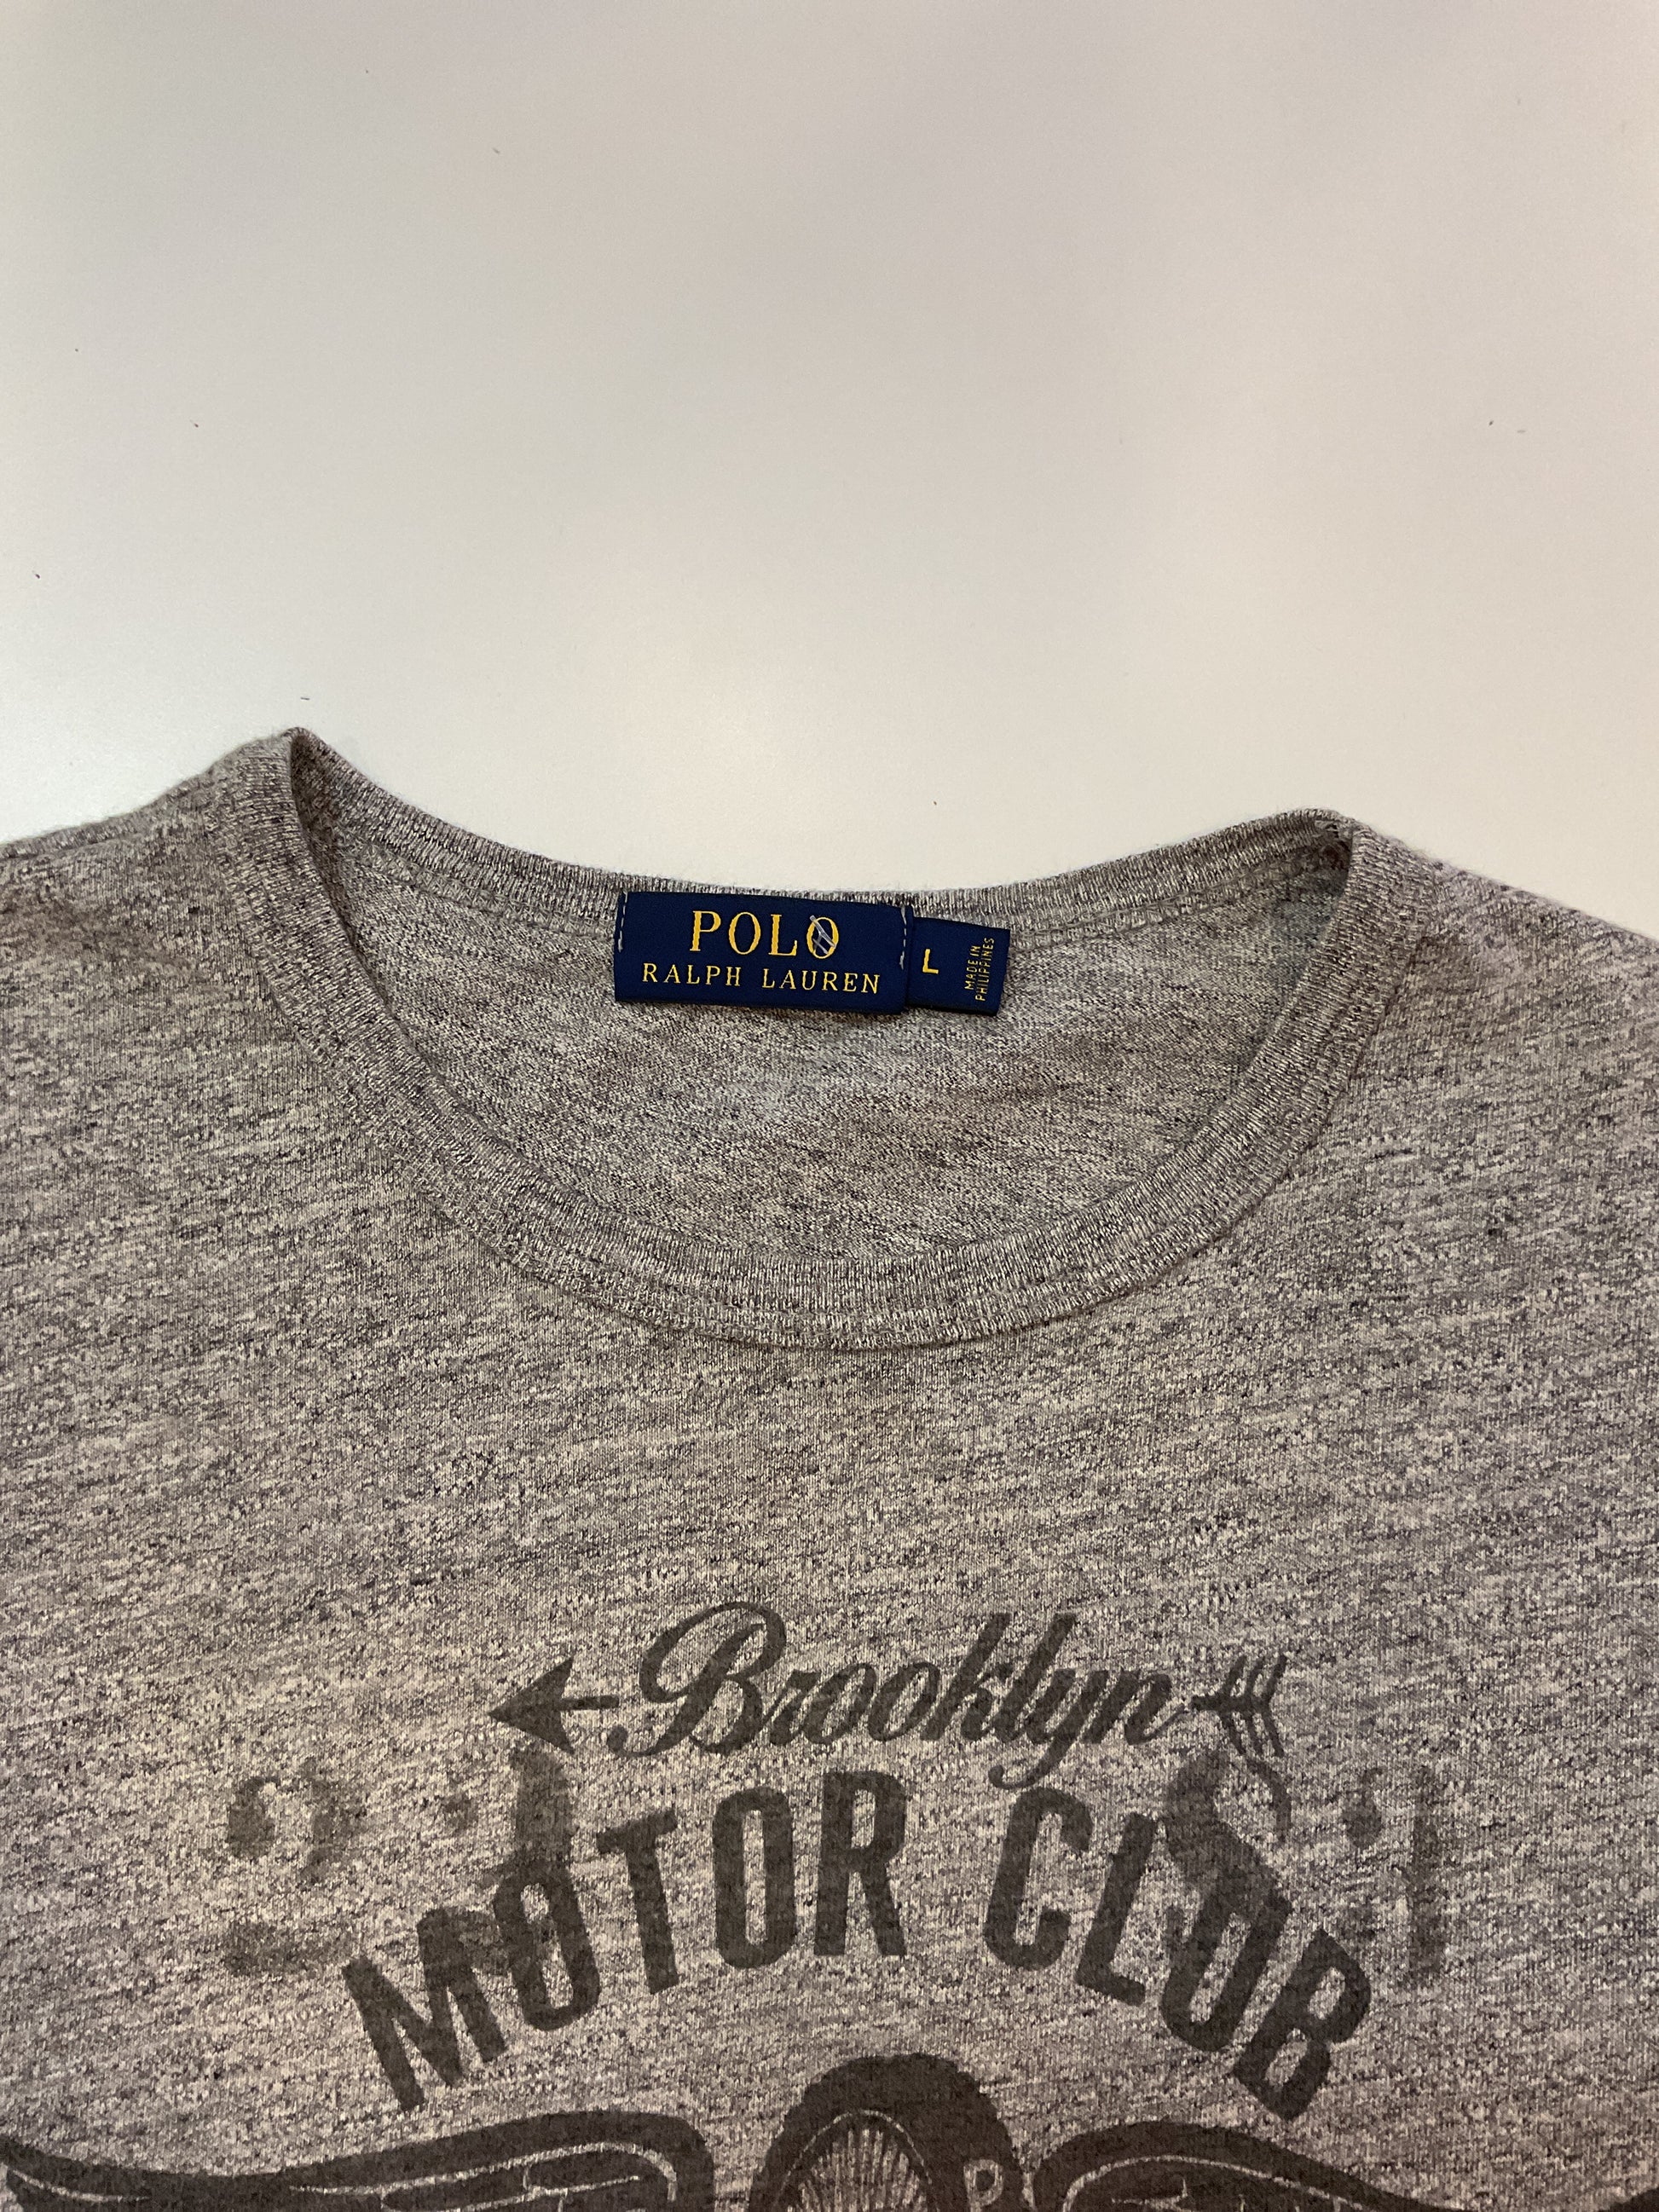 POLO
RALPH LAUREN
L
MADE IN
PHILIPPINES
Brooklyn
MOTOR CLUB